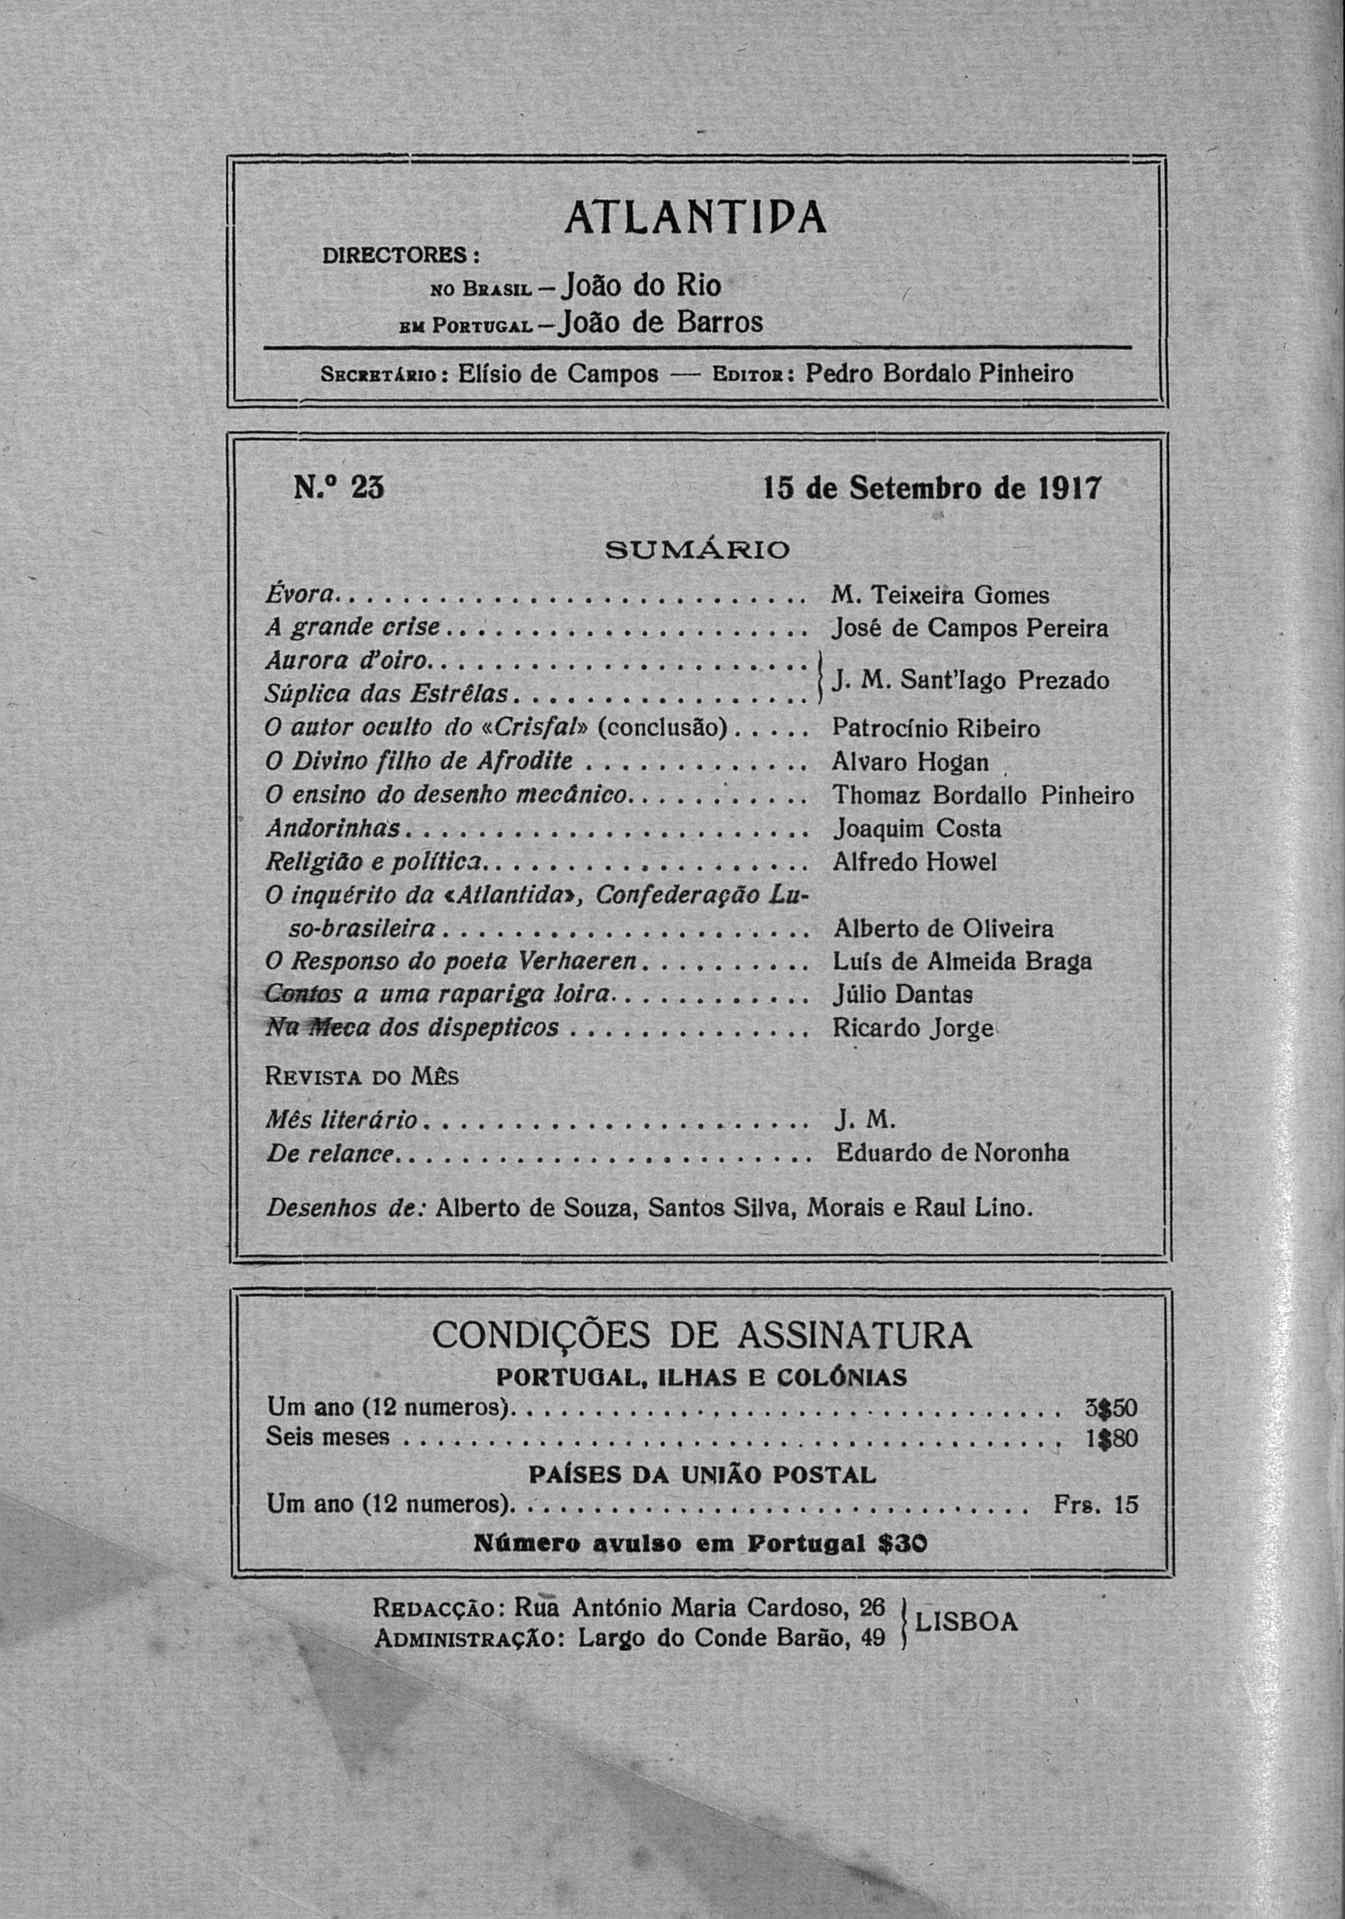 ATLANTIDA
DIRECTORES:
NO BRASIL — João do Rio
EM PORTUGAL — João de Barros
SECRETÁRIO: Elísio de Campos — EDITOR: Pedro Bordalo Pinheiro
N.º 23 15 de Setembro de 1917
SUMÁRIO
Évora............................ M. Teixeira Gomes
A grande crise...................... José de Campos Pereira
Aurora d'oiro.......................
Súplica das Estrêlas.................. } J. M. Sant'Iago Prezado
O autor oculto do «Crisfal» (conclusão)..... Patrocínio Ribeiro
O Divino filho de Afrodite ............. Alvaro Hogan
O ensino do desenho mecânico........... Thomaz Bordallo Pinheiro
Andorinhas........................ Joaquim Costa
Religião e política................... Alfredo Howel
O inquérito da «Atlantida», Confederação Lu-
so-brasileira...................... Alberto de Oliveira
O Responso do poeta Verhaeren.......... Luís de Almeida Braga
Contos a uma rapariga loira............ Júlio Dantas
Na Meca dos dispepticos .............. Ricardo Jorge
REVISTA DO MÊS
Mês literário....................... J. M.
De relance......................... Eduardo de Noronha
Desenhos de: Alberto de Souza, Santos Silva, Morais e Raul Lino.
CONDIÇÕES DE ASSINATURA
PORTUGAL, ILHAS E COLÓNIAS
Um ano (12 numeros)................................. 3$50
Seis meses ....................................... 1$80
PAÍSES DA UNIÃO POSTAL
Um ano (12 numeros)............................... Frs. 15
Número avulso em Portugal $30
REDACÇÃO: Rua António Maria Cardoso, 26
ADMINISTRAÇÃO: Largo do Conde Barão, 49 } LISBOA